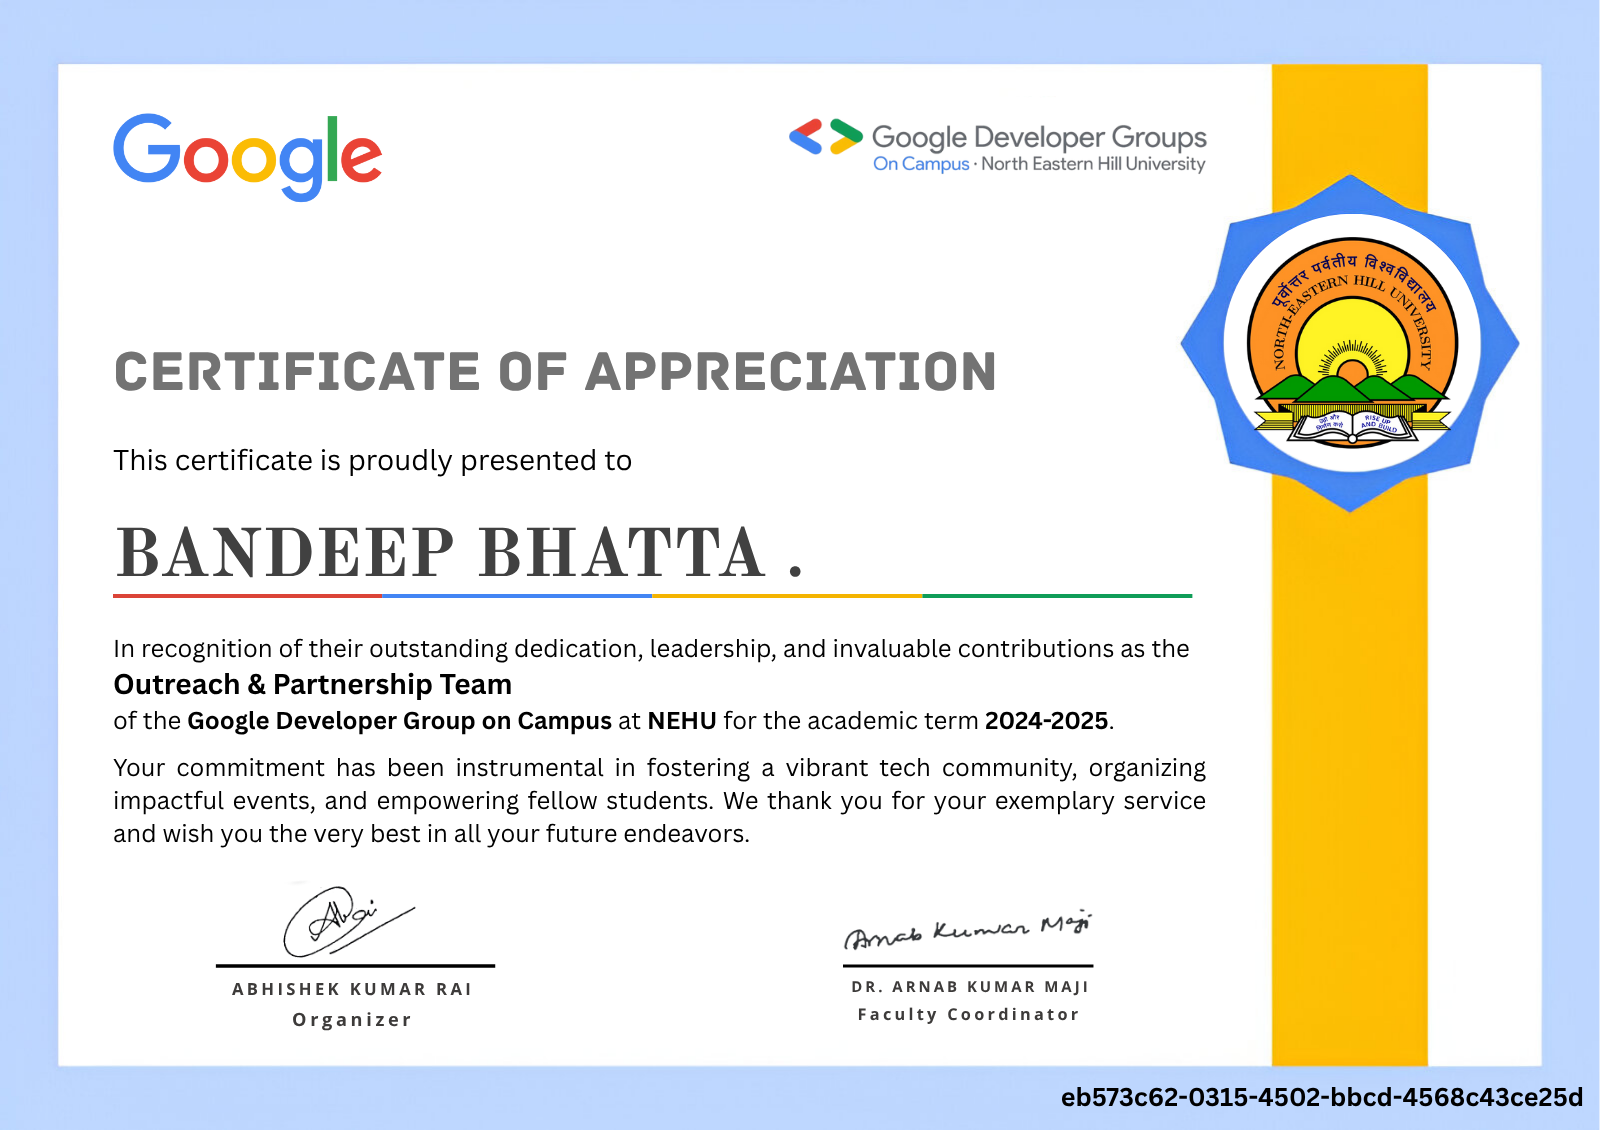 Google
Google Developer Groups
On Campus · North Eastern Hill University
पूर्वोत्तर पर्वतीय विश्वविद्यालय
NORTH-EASTERN HILL UNIVERSITY
उठो और
निर्माण करो
RISE UP
AND BUILD
CERTIFICATE OF APPRECIATION
This certificate is proudly presented to
BANDEEP BHATTA .
In recognition of their outstanding dedication, leadership, and invaluable contributions as the
Outreach & Partnership Team
of the Google Developer Group on Campus at NEHU for the academic term 2024-2025.
Your commitment has been instrumental in fostering a vibrant tech community, organizing
impactful events, and empowering fellow students. We thank you for your exemplary service
and wish you the very best in all your future endeavors.
Arnab Kumar Maji
ABHISHEK KUMAR RAI
Organizer
DR. ARNAB KUMAR MAJI
Faculty Coordinator
eb573c62-0315-4502-bbcd-4568c43ce25d